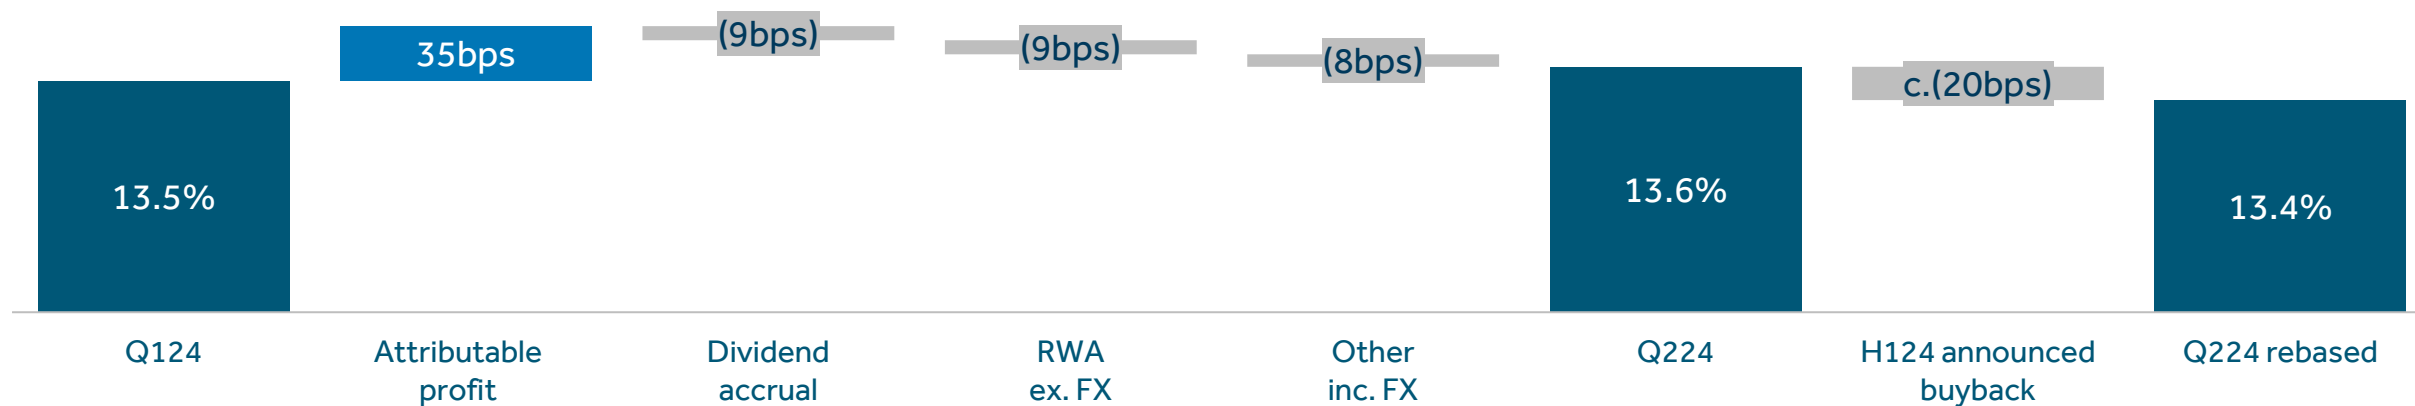 35bps
(9bps)
(9bps)
(8bps)
c.(20bps)
13.5%
13.6%
13.4%
Q124
Attributable
profit
Dividend
accrual
RWA
ex. FX
Other
inc. FX
Q224
H124 announced
buyback
Q224 rebased